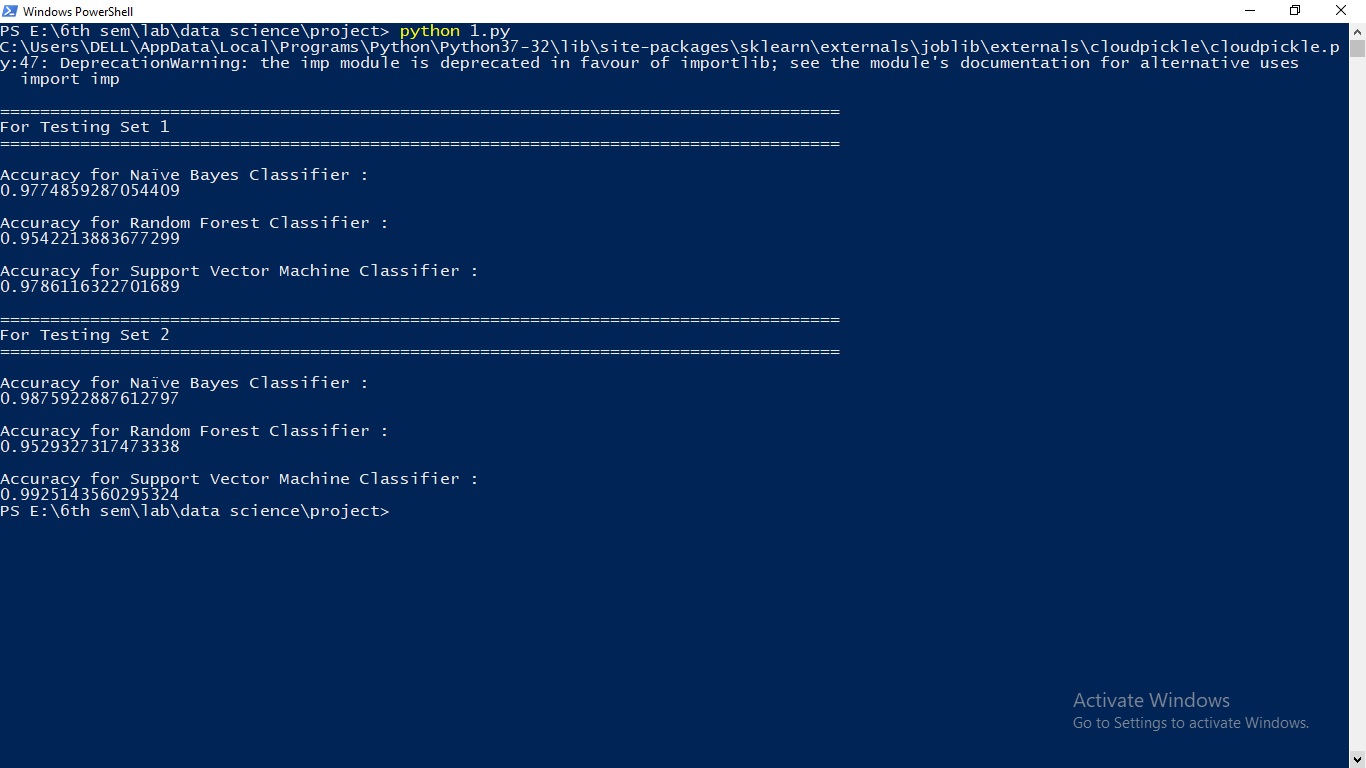 Windows PowerShell
PS E:\6th sem\lab\data science\project> python 1.py
C:\Users\DELL\AppData\Local\Programs\Python\Python37-32\lib\site-packages\sklearn\externals\joblib\externals\cloudpickle\cloudpickle.p
y:47: DeprecationWarning: the imp module is deprecated in favour of importlib; see the module's documentation for alternative uses
  import imp
====================================================================================
For Testing Set 1
====================================================================================
Accuracy for Naïve Bayes Classifier :
0.9774859287054409
Accuracy for Random Forest Classifier :
0.9542213883677299
Accuracy for Support Vector Machine Classifier :
0.9786116322701689
====================================================================================
For Testing Set 2
====================================================================================
Accuracy for Naïve Bayes Classifier :
0.9875922887612797
Accuracy for Random Forest Classifier :
0.9529327317473338
Accuracy for Support Vector Machine Classifier :
0.9925143560295324
PS E:\6th sem\lab\data science\project>
Activate Windows
Go to Settings to activate Windows.